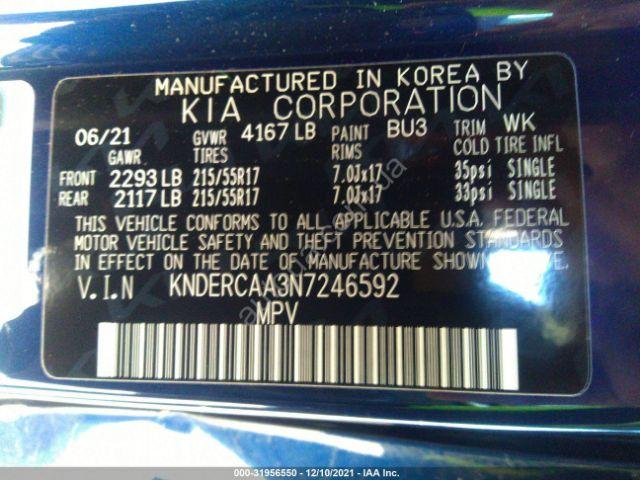 MANUFACTURED IN KOREA BY
KIA CORPORATION
06/21 GVWR 4167 LB PAINT BU3 TRIM WK
GAWR TIRES RIMS COLD TIRE INFL
FRONT 2293 LB 215/55R17 7.0Jx17 35psi SINGLE
REAR 2117 LB 215/55R17 7.0Jx17 33psi SINGLE
THIS VEHICLE CONFORMS TO ALL APPLICABLE U.S.A. FEDERAL
MOTOR VEHICLE SAFETY AND THEFT PREVENTION STANDARDS
IN EFFECT ON THE DATE OF MANUFACTURE SHOWN ABOVE.
V.I.N KNDERCAA3N7246592
MPV
000-31956550 - 12/10/2021 - IAA Inc.